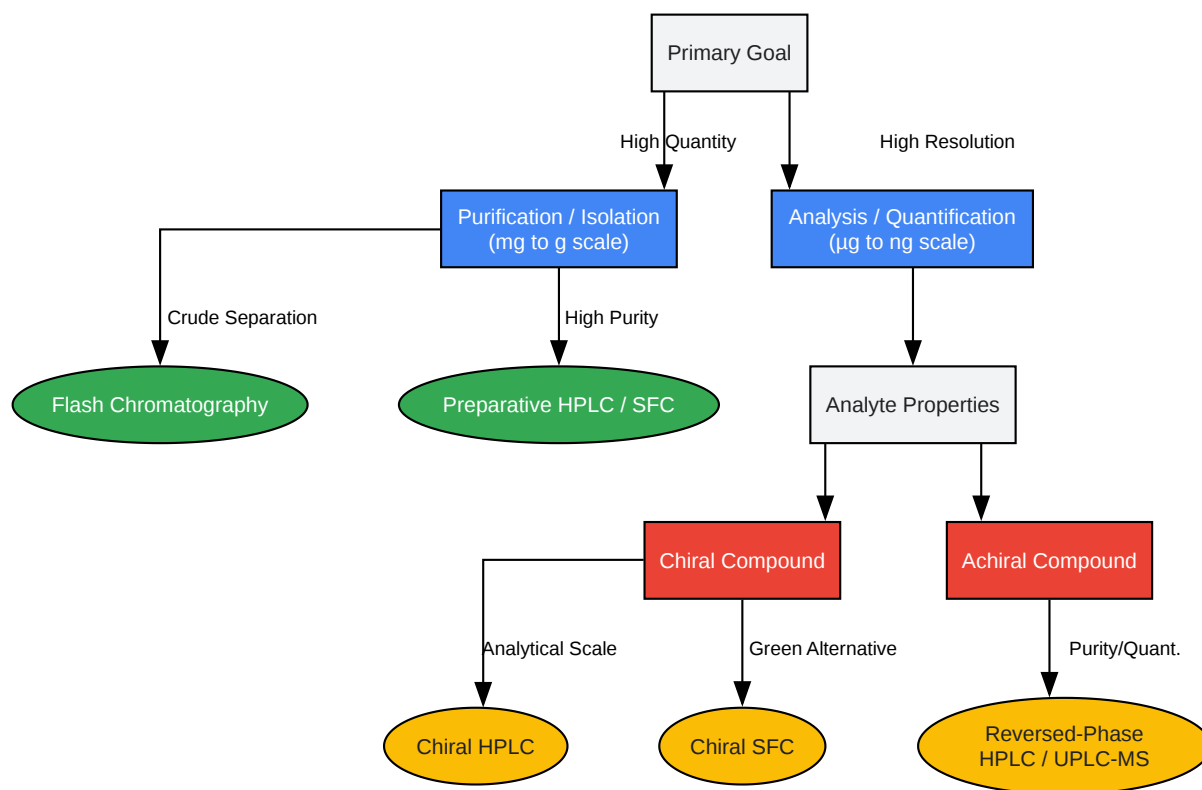 Primary Goal
High Quantity
High Resolution
Purification / Isolation
(mg to g scale)
Analysis / Quantification
(µg to ng scale)
Crude Separation
High Purity
Flash Chromatography
Preparative HPLC / SFC
Analyte Properties
Chiral Compound
Achiral Compound
Analytical Scale
Green Alternative
Purity/Quant.
Chiral HPLC
Chiral SFC
Reversed-Phase
HPLC / UPLC-MS